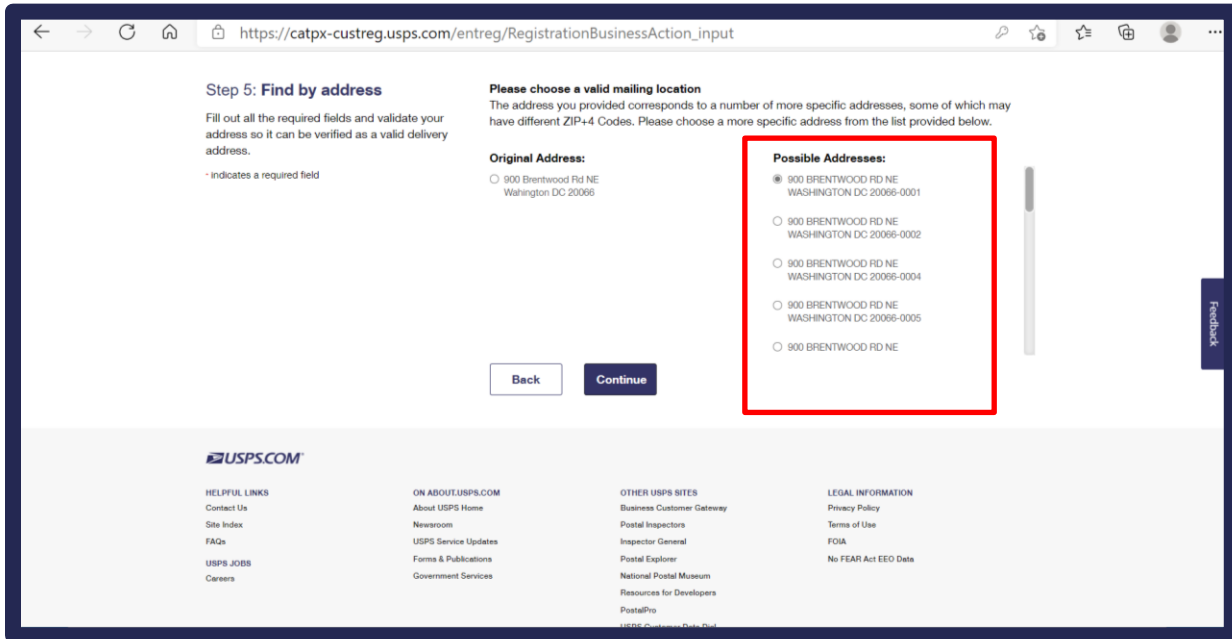 https://catpx-custreg.usps.com/entreg/RegistrationBusinessAction_input
Step 5: Find by address
Fill out all the required fields and validate your
address so it can be verified as a valid delivery
address.
* indicates a required field
Please choose a valid mailing location
The address you provided corresponds to a number of more specific addresses, some of which may
have different ZIP+4 Codes. Please choose a more specific address from the list provided below.
Original Address:
900 Brentwood Rd NE
Wahington DC 20066
Possible Addresses:
900 BRENTWOOD RD NE
WASHINGTON DC 20066-0001
900 BRENTWOOD RD NE
WASHINGTON DC 20066-0002
900 BRENTWOOD RD NE
WASHINGTON DC 20066-0004
900 BRENTWOOD RD NE
WASHINGTON DC 20066-0005
900 BRENTWOOD RD NE
Back
Continue
Feedback
USPS.COM
HELPFUL LINKS
Contact Us
Site Index
FAQs
USPS JOBS
Careers
ON ABOUT.USPS.COM
About USPS Home
Newsroom
USPS Service Updates
Forms & Publications
Government Services
OTHER USPS SITES
Business Customer Gateway
Postal Inspectors
Inspector General
Postal Explorer
National Postal Museum
Resources for Developers
PostalPro
LEGAL INFORMATION
Privacy Policy
Terms of Use
FOIA
No FEAR Act EEO Data